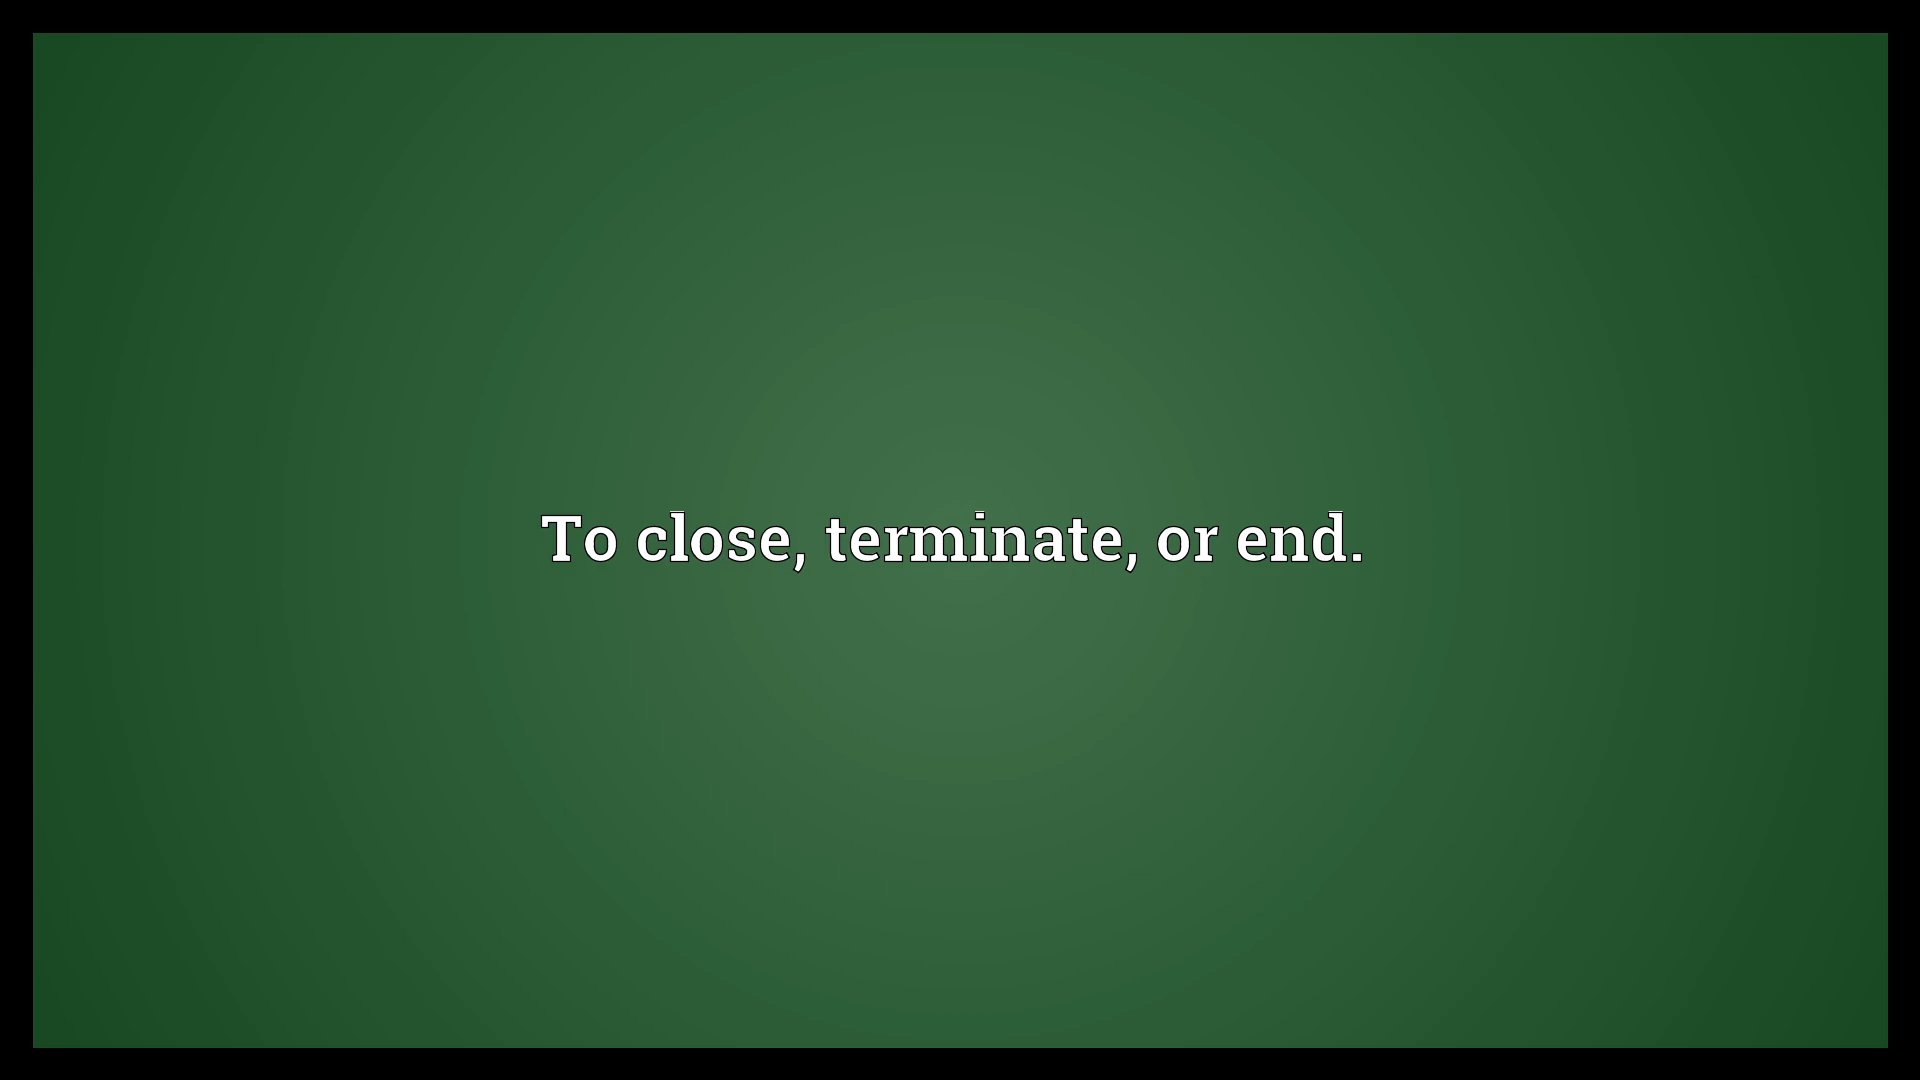 To close, terminate, or end.